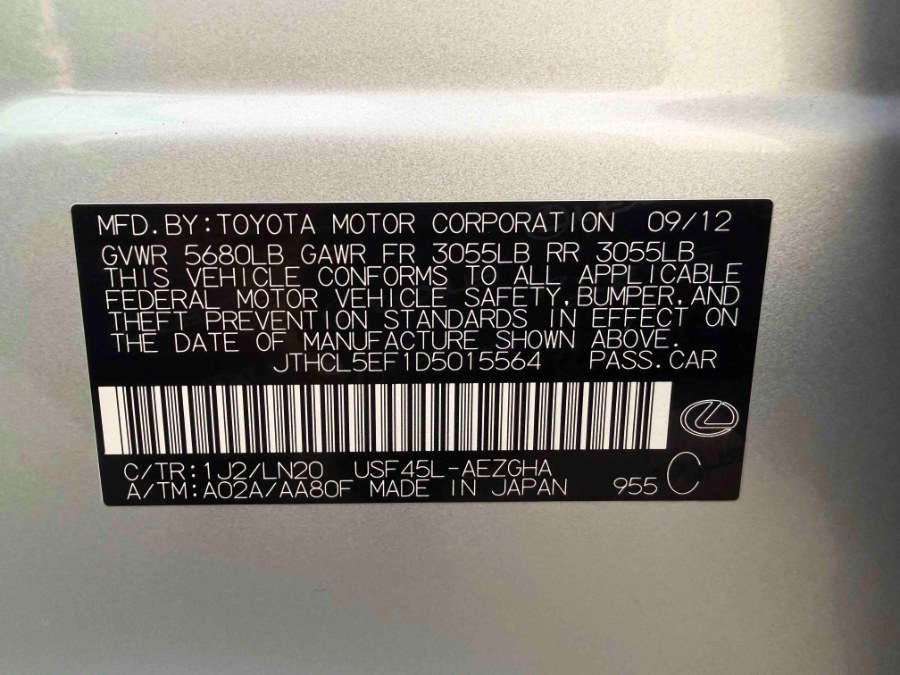 MFD.BY:TOYOTA MOTOR CORPORATION 09/12
GVWR 5680LB GAWR FR 3055LB RR 3055LB
THIS VEHICLE CONFORMS TO ALL APPLICABLE
FEDERAL MOTOR VEHICLE SAFETY,BUMPER,AND
THEFT PREVENTION STANDARDS IN EFFECT ON
THE DATE OF MANUFACTURE SHOWN ABOVE.
JTHCL5EF1D5015564 PASS.CAR
C/TR:1J2/LN20 USF45L-AEZGHA
A/TM:A02A/AA80F MADE IN JAPAN 955 C